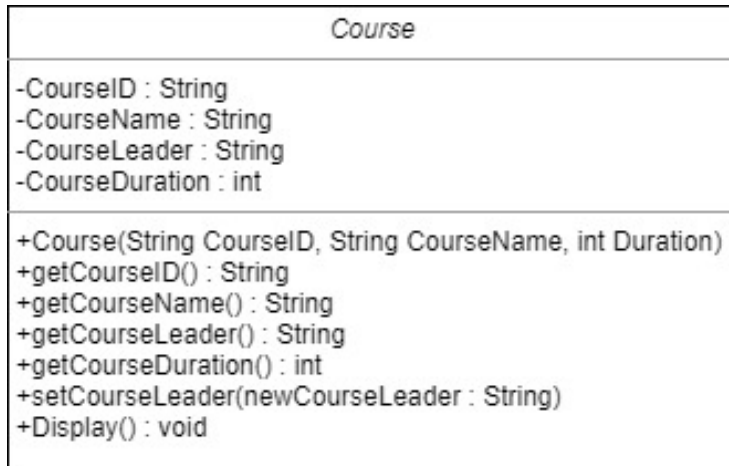 Course
-CourseID : String
-CourseName : String
-CourseLeader : String
-CourseDuration : int
+Course(String CourseID, String CourseName, int Duration)
+getCourseID() : String
+getCourseName() : String
+getCourseLeader() : String
+getCourseDuration() : int
+setCourseLeader(newCourseLeader : String)
+Display() : void